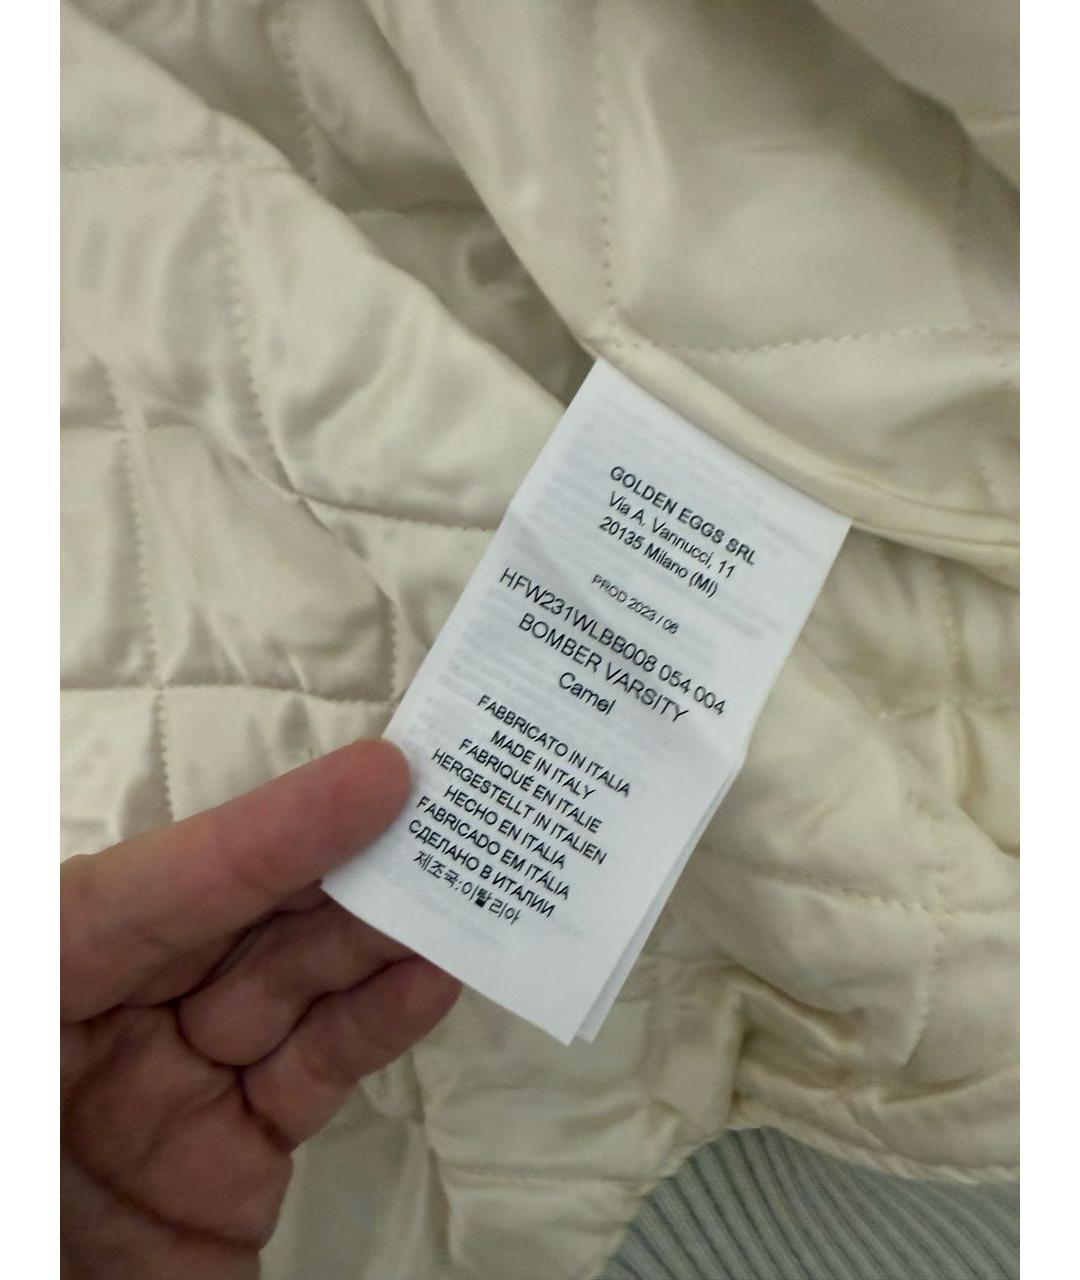 GOLDEN EGGS SRL
Via A. Vannucci, 11
20135 Milano (MI)
PROD 2023 / 06
HFW231WLBB008 054 004
BOMBER VARSITY
Camel
FABBRICATO IN ITALIA
MADE IN ITALY
FABRIQUÉ EN ITALIE
HERGESTELLT IN ITALIEN
HECHO EN ITALIA
FABRICADO EM ITÁLIA
СДЕЛАНО В ИТАЛИИ
제조국:이탈리아